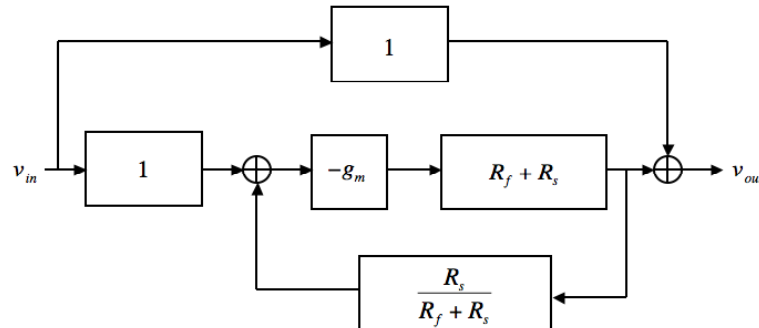 1
v_in
1
−g_m
R_f + R_s
v_ou
R_s
R_f + R_s